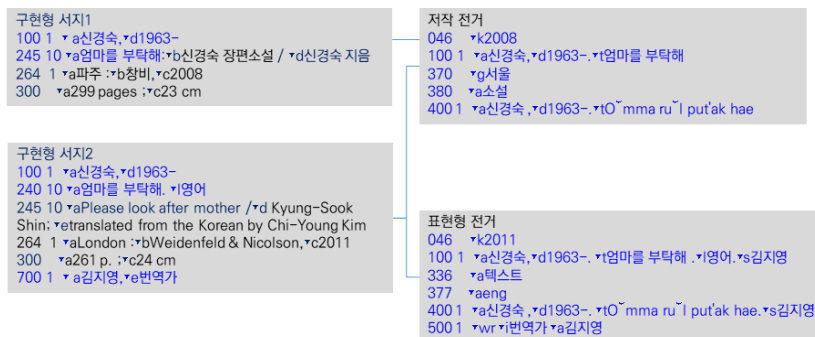 구현형 서지1
100 1 ▾a신경숙,▾d1963-
245 10 ▾a엄마를 부탁해:▾b신경숙 장편소설 / ▾d신경숙 지음
264 1 ▾a파주 :▾b창비,▾c2008
300 ▾a299 pages ;▾c23 cm
구현형 서지2
100 1 ▾a신경숙,▾d1963-
240 10 ▾a엄마를 부탁해. ▾l영어
245 10 ▾aPlease look after mother /▾d Kyung-Sook
Shin; ▾etranslated from the Korean by Chi-Young Kim
264 1 ▾aLondon :▾bWeidenfeld & Nicolson,▾c2011
300 ▾a261 p. ;▾c24 cm
700 1 ▾a김지영,▾e번역가
저작 전거
046 ▾k2008
100 1 ▾a신경숙,▾d1963-.▾t엄마를 부탁해
370 ▾g서울
380 ▾a소설
400 1 ▾a신경숙 ,▾d1963-.▾tO˘mma ru˘l put'ak hae
표현형 전거
046 ▾k2011
100 1 ▾a신경숙,▾d1963-. ▾t엄마를 부탁해 .▾l영어.▾s김지영
336 ▾a텍스트
377 ▾aeng
400 1 ▾a신경숙,▾d1963-. ▾tO˘mma ru˘l put'ak hae.▾s김지영
500 1 ▾wr ▾i번역가 ▾a김지영